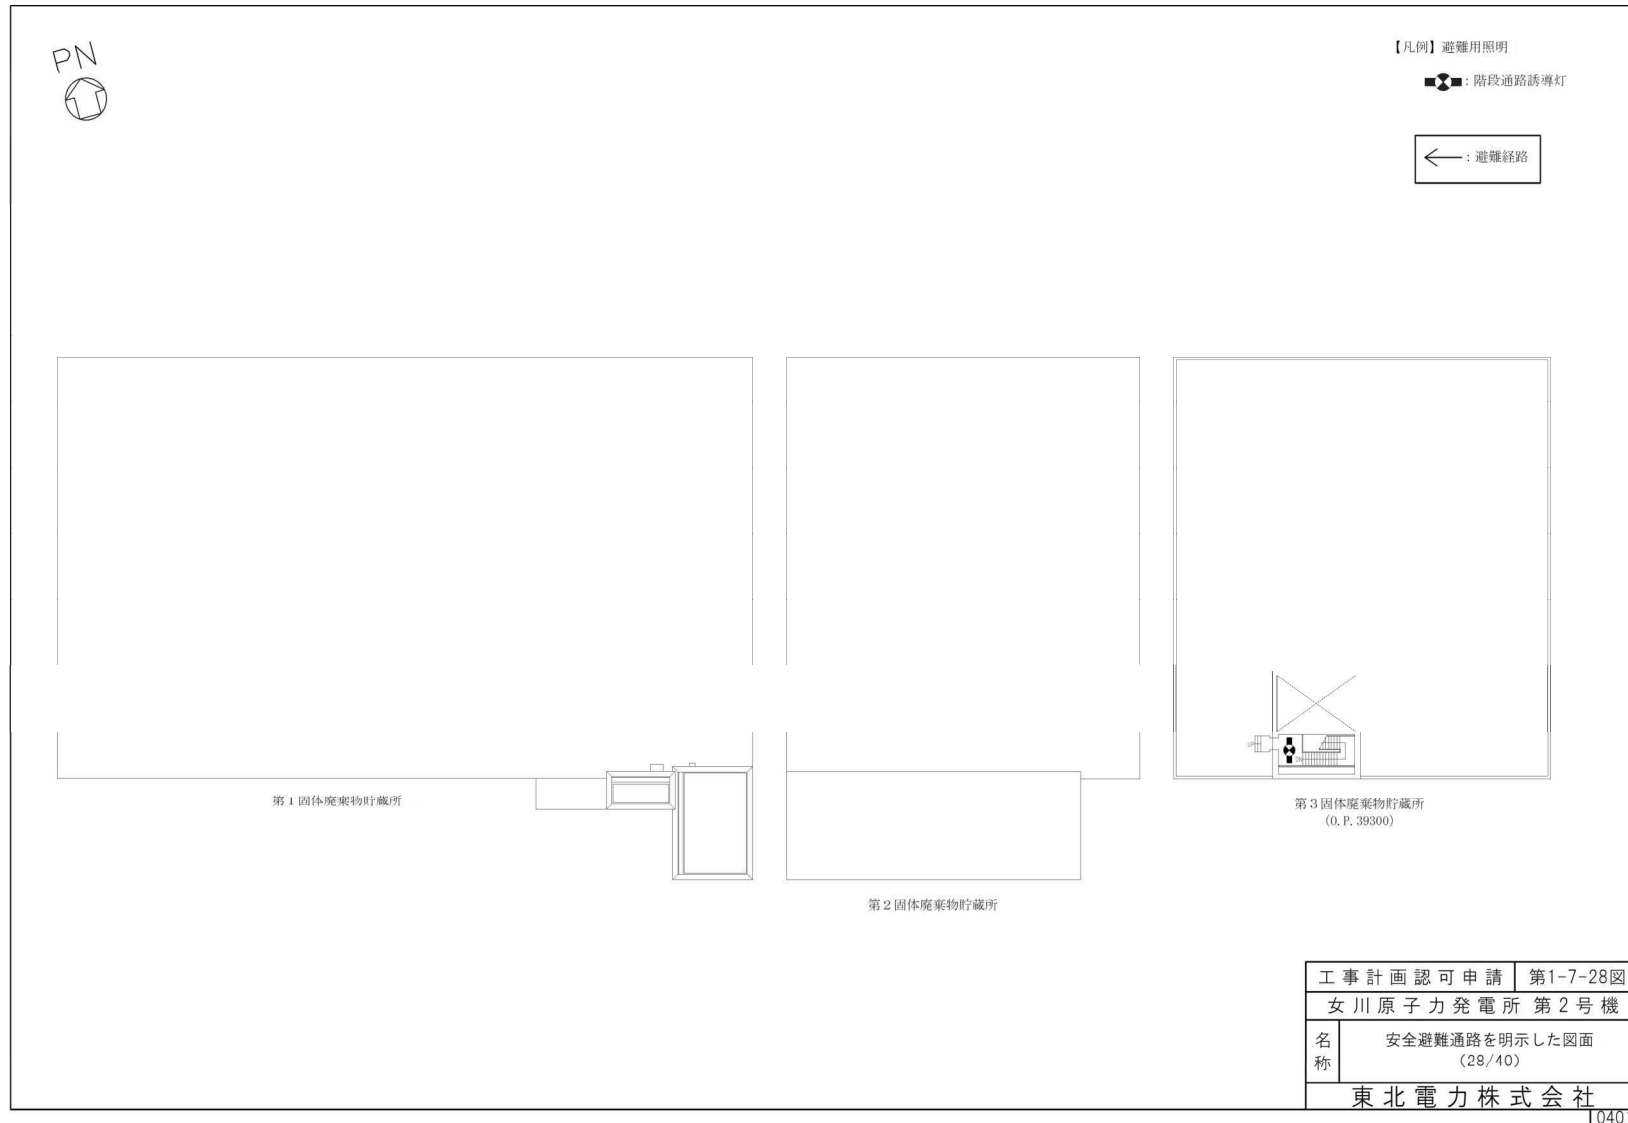 PN
【凡例】避難用照明
：階段通路誘導灯
：避難経路
UP
DN
第１固体廃棄物貯蔵所
第３固体廃棄物貯蔵所
(O.P.39300)
第２固体廃棄物貯蔵所
工事計画認可申請 第1-7-28図
女川原子力発電所 第２号機
名称 安全避難通路を明示した図面
(28/40)
東北電力株式会社
040